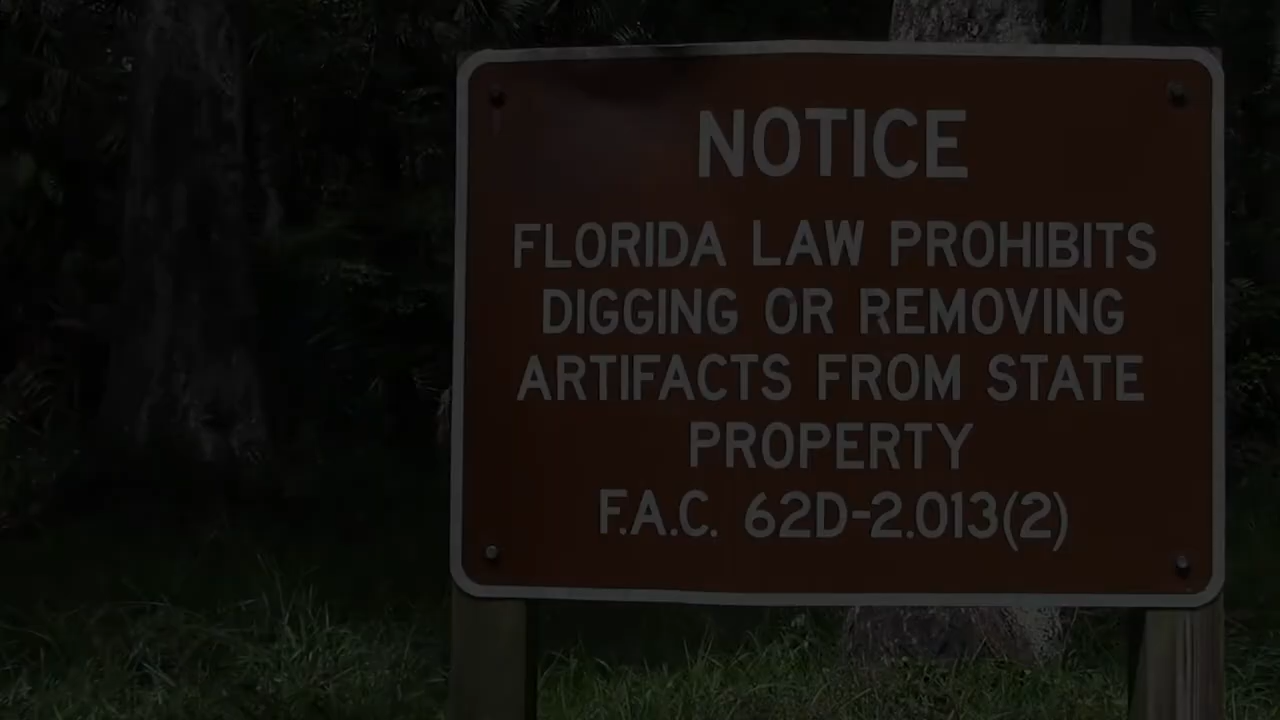 NOTICE
FLORIDA LAW PROHIBITS
DIGGING OR REMOVING
ARTIFACTS FROM STATE
PROPERTY
F.A.C. 62D-2.013(2)